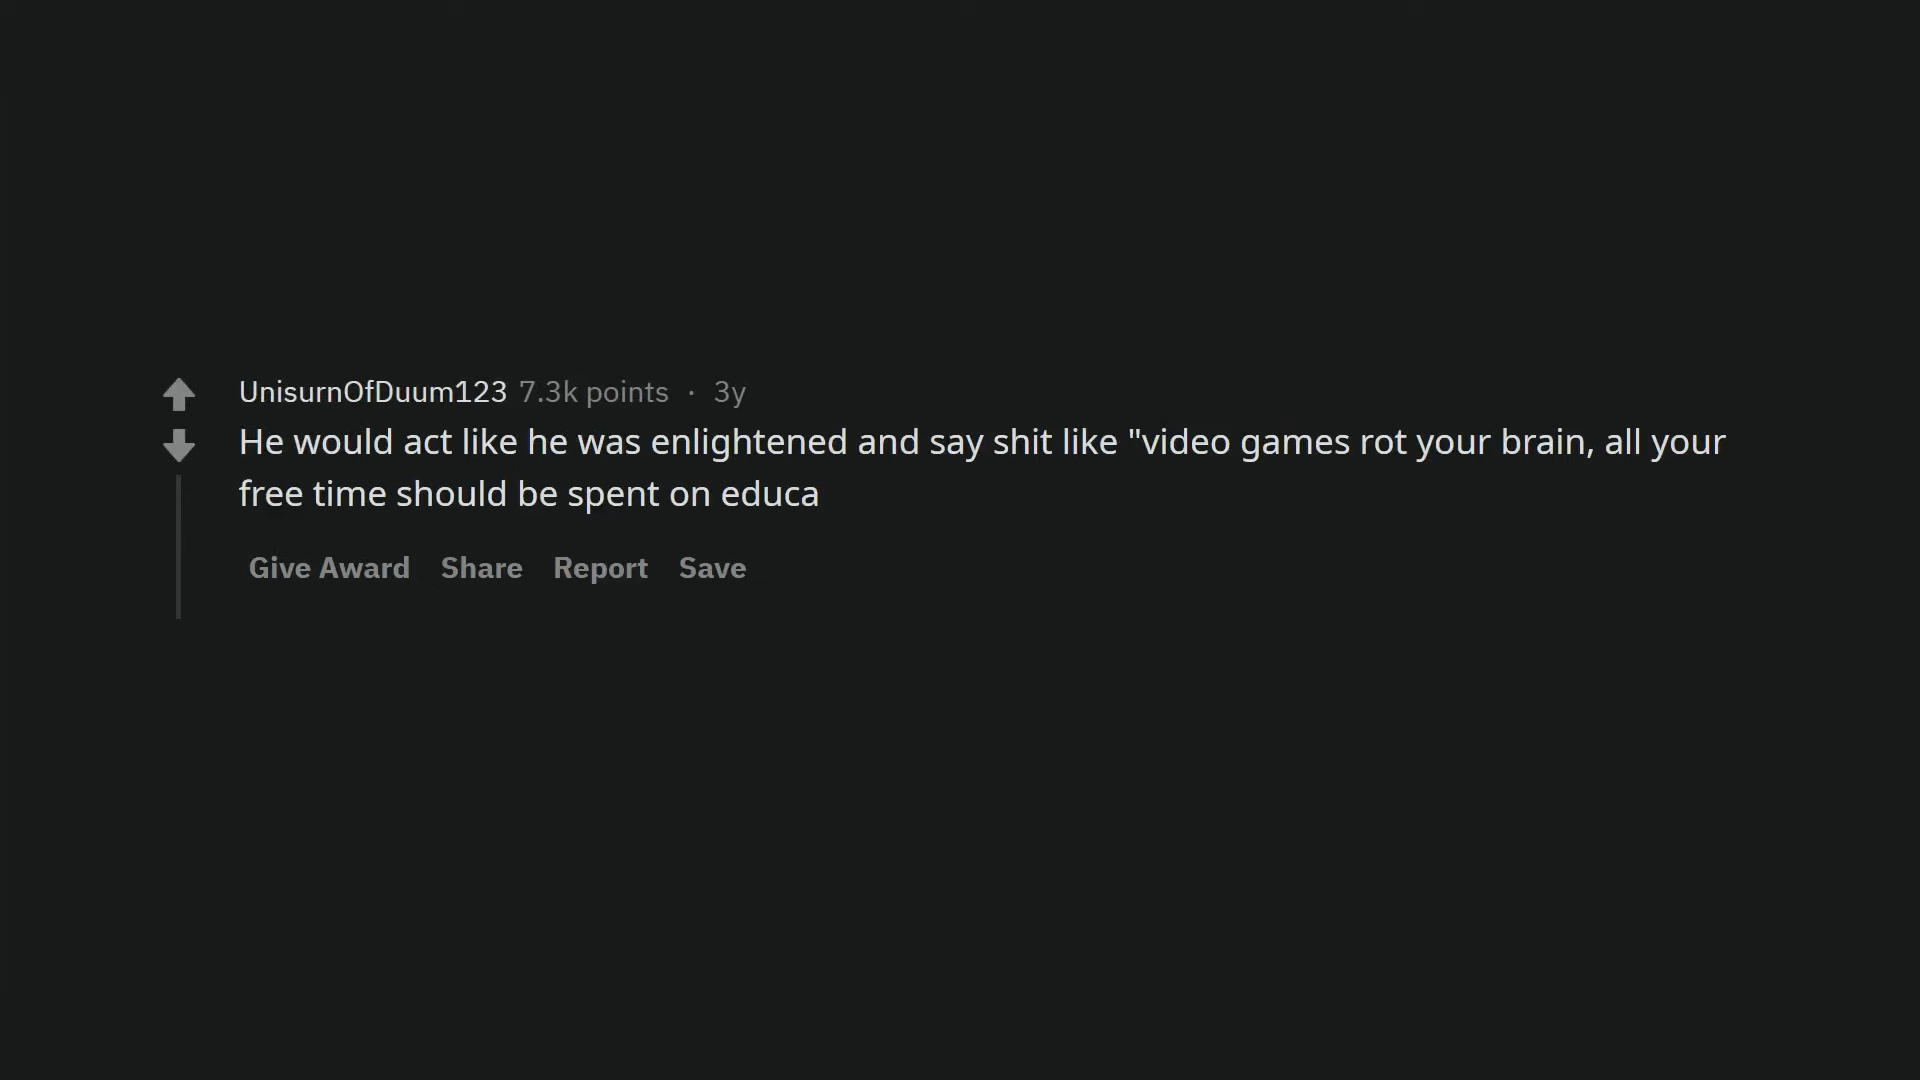 UnisurnOfDuum123 7.3k points · 3y
He would act like he was enlightened and say shit like "video games rot your brain, all your
free time should be spent on educa
Give Award Share Report Save